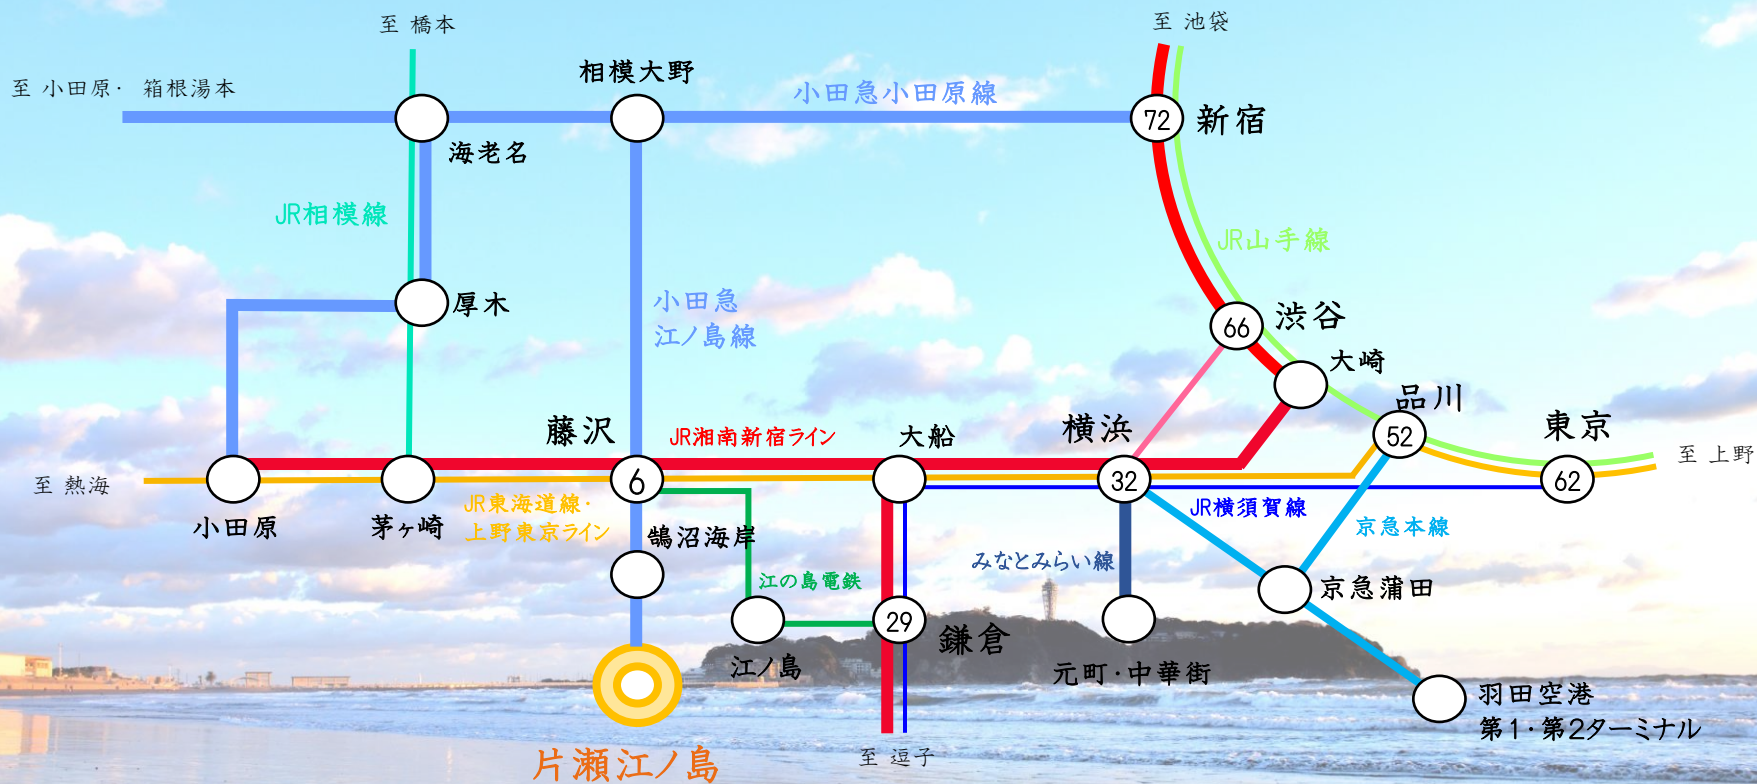 至 橋本
至 池袋
至 小田原・ 箱根湯本
相模大野
小田急小田原線
72
新宿
海老名
JR相模線
JR山手線
厚木
小田急
江ノ島線
66
渋谷
大崎
品川
藤沢
JR湘南新宿ライン
大船
横浜
52
東京
至 上野
至 熱海
6
32
62
小田原
茅ヶ崎
JR東海道線・
上野東京ライン
JR横須賀線
京急本線
鵠沼海岸
江の島電鉄
みなとみらい線
京急蒲田
29
鎌倉
江ノ島
元町・中華街
羽田空港
第1・第2ターミナル
片瀬江ノ島
至 逗子